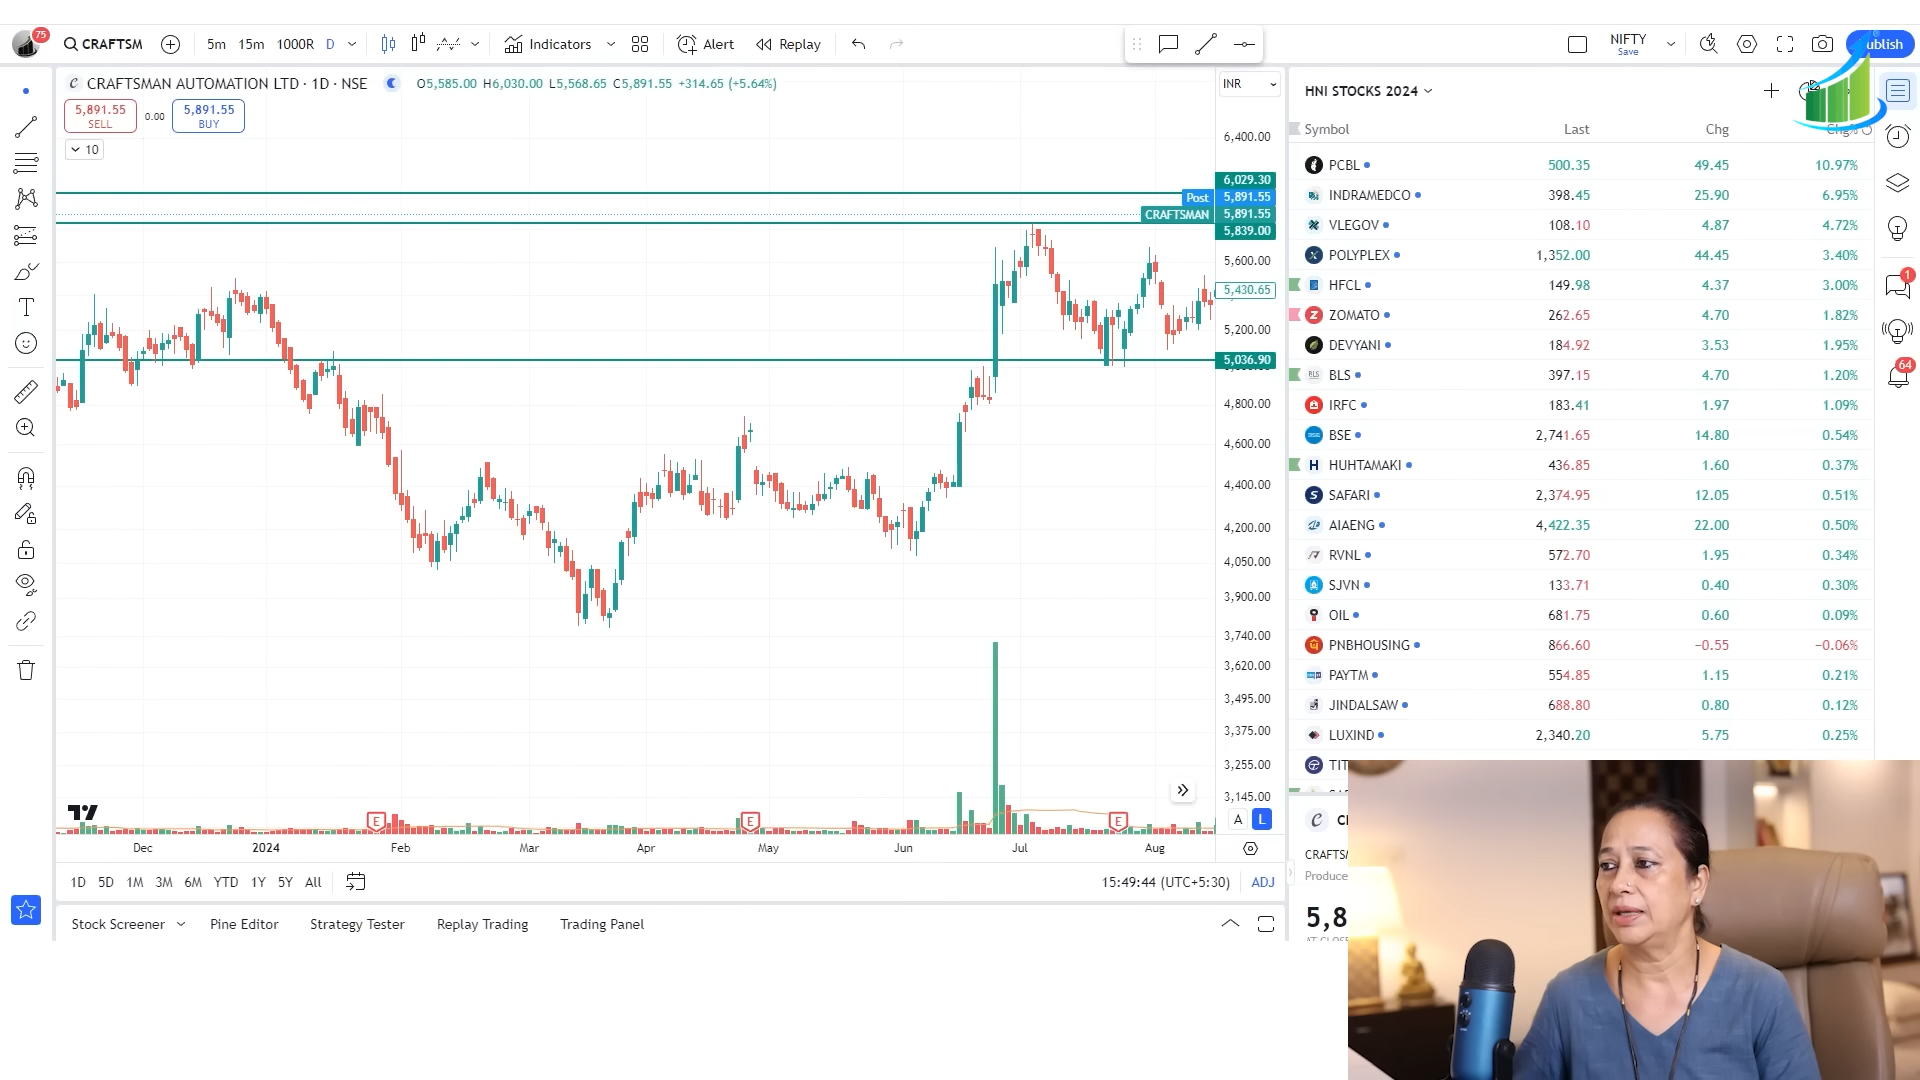 75
CRAFTSM
5m 15m 1000R D
Indicators
Alert
Replay
NIFTY
Save
CRAFTSMAN AUTOMATION LTD · 1D · NSE
O5,585.00 H6,030.00 L5,568.65 C5,891.55 +314.65 (+5.64%)
INR
5,891.55
SELL
0.00
5,891.55
BUY
10
6,400.00
6,029.30
Post 5,891.55
CRAFTSMAN 5,891.55
5,839.00
5,600.00
5,430.65
5,200.00
5,036.90
4,800.00
4,600.00
4,400.00
4,200.00
4,050.00
3,900.00
3,740.00
3,620.00
3,495.00
3,375.00
3,255.00
3,145.00
A L
E E E
Dec 2024 Feb Mar Apr May Jun Jul Aug
1D 5D 1M 3M 6M YTD 1Y 5Y All
15:49:44 (UTC+5:30) ADJ
Stock Screener Pine Editor Strategy Tester Replay Trading Trading Panel
HNI STOCKS 2024
Symbol Last Chg Chg%
PCBL 500.35 49.45 10.97%
INDRAMEDCO 398.45 25.90 6.95%
VLEGOV 108.10 4.87 4.72%
POLYPLEX 1,352.00 44.45 3.40%
HFCL 149.98 4.37 3.00%
ZOMATO 262.65 4.70 1.82%
DEVYANI 184.92 3.53 1.95%
BLS 397.15 4.70 1.20%
IRFC 183.41 1.97 1.09%
BSE 2,741.65 14.80 0.54%
HUHTAMAKI 436.85 1.60 0.37%
SAFARI 2,374.95 12.05 0.51%
AIAENG 4,422.35 22.00 0.50%
RVNL 572.70 1.95 0.34%
SJVN 133.71 0.40 0.30%
OIL 681.75 0.60 0.09%
PNBHOUSING 866.60 −0.55 −0.06%
PAYTM 554.85 1.15 0.21%
JINDALSAW 688.80 0.80 0.12%
LUXIND 2,340.20 5.75 0.25%
1
64
Produce
5,8